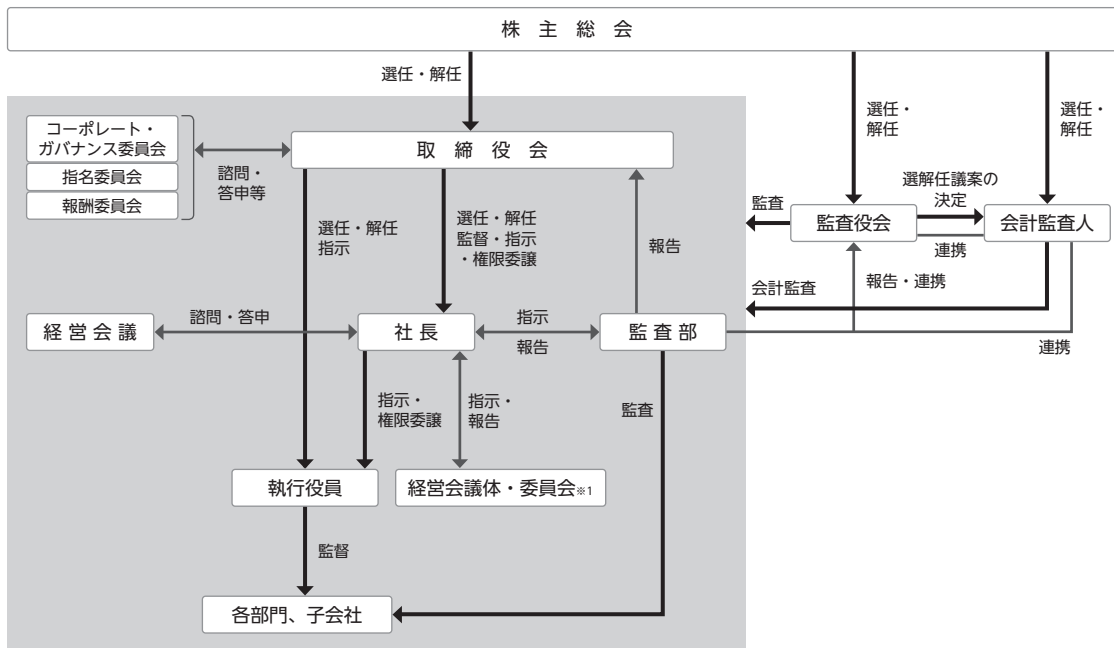 株主総会
選任・解任
選任・
解任
選任・
解任
コーポレート・
ガバナンス委員会
指名委員会
報酬委員会
諮問・
答申等
取締役会
選解任議案の
決定
監査
監査役会
会計監査人
連携
選任・解任
指示
選任・解任
監督・指示
・権限委譲
報告
報告・連携
会計監査
経営会議
諮問・答申
社長
指示
報告
監査部
連携
指示・
権限委譲
指示・
報告
監査
執行役員
経営会議体・委員会※1
監督
各部門、子会社